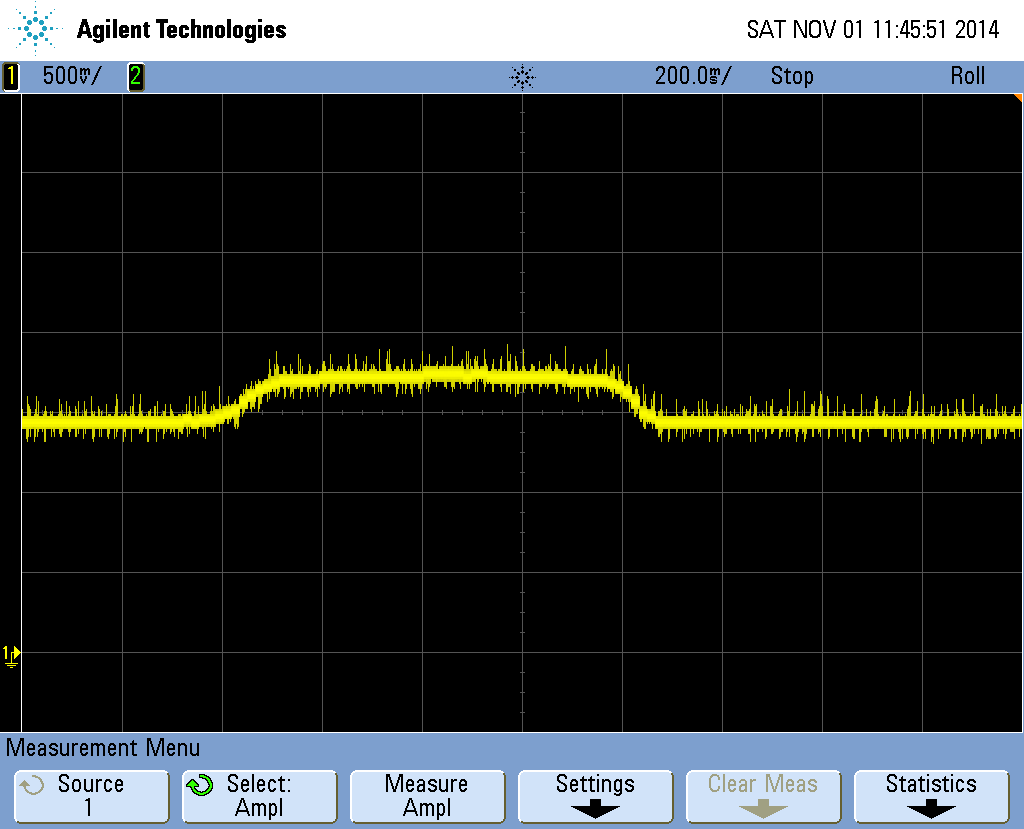 Agilent Technologies SAT NOV 01 11:45:51 2014
1 500mV/ 2 200.0ms/ Stop Roll
1
Measurement Menu
Source Select: Measure Settings Clear Meas Statistics
1 Ampl Ampl